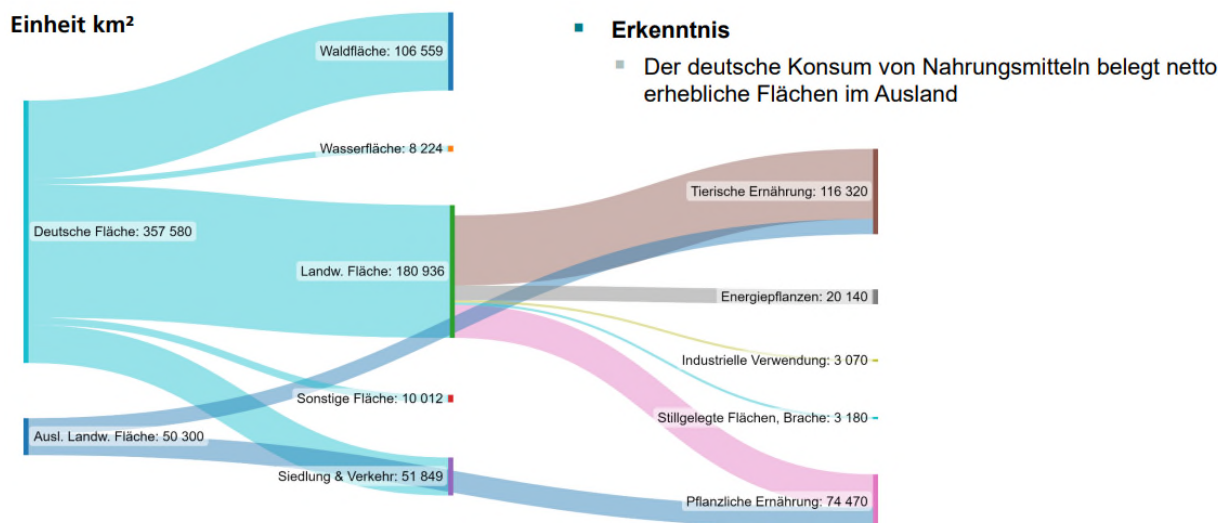 Einheit km²
Erkenntnis
Der deutsche Konsum von Nahrungsmitteln belegt netto
erhebliche Flächen im Ausland
Waldfläche: 106 559
Wasserfläche: 8 224
Tierische Ernährung: 116 320
Deutsche Fläche: 357 580
Landw. Fläche: 180 936
Energiepflanzen: 20 140
Industrielle Verwendung: 3 070
Sonstige Fläche: 10 012
Stillgelegte Flächen, Brache: 3 180
Ausl. Landw. Fläche: 50 300
Siedlung & Verkehr: 51 849
Pflanzliche Ernährung: 74 470